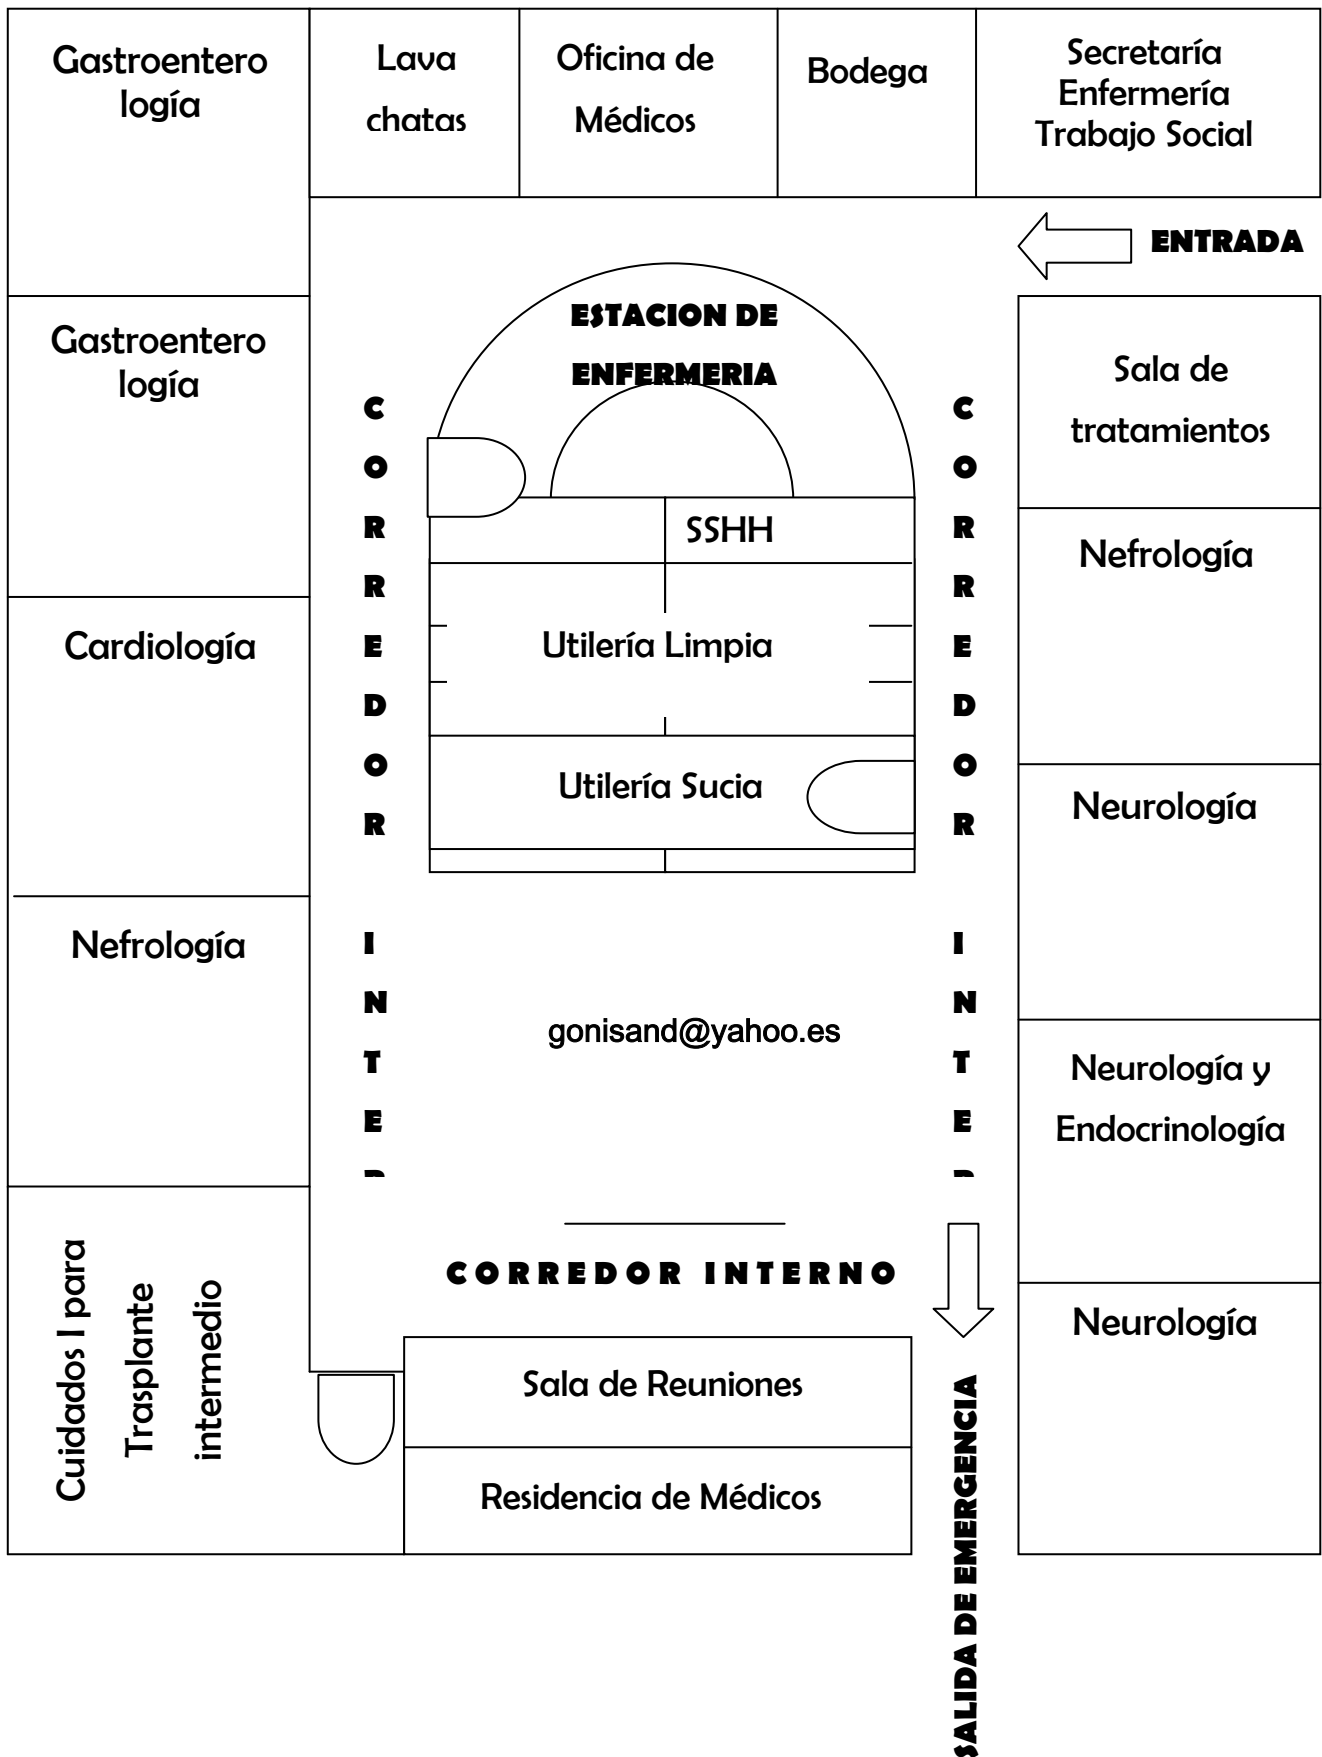 Gastroentero
logía
Lava
chatas
Oficina de
Médicos
Bodega
Secretaría
Enfermería
Trabajo Social
ENTRADA
ESTACION DE
ENFERMERIA
Gastroentero
logía
Sala de
tratamientos
C
O
R
R
E
D
O
R
I
N
T
E
R
C
O
R
R
E
D
O
R
I
N
T
E
R
SSHH
Nefrología
Cardiología
Utilería Limpia
Utilería Sucia
Neurología
Nefrología
gonisand@yahoo.es
Neurología y
Endocrinología
Cuidados I para
Trasplante
intermedio
CORREDOR INTERNO
Neurología
Sala de Reuniones
Residencia de Médicos
SALIDA DE EMERGENCIA